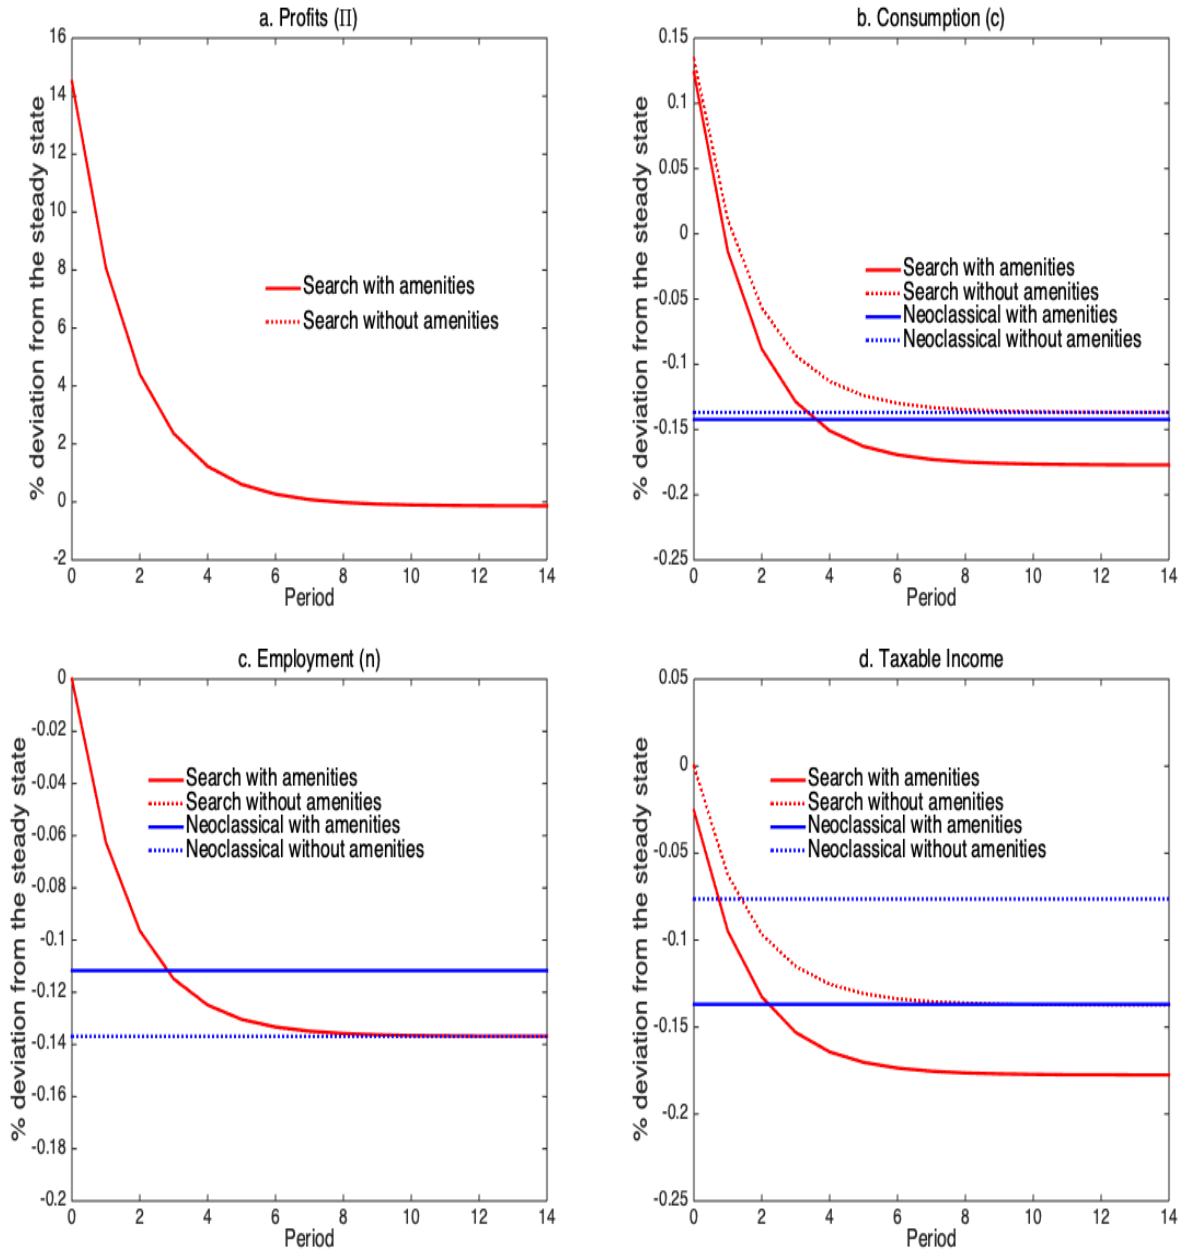 a. Profits (Π)
16
14
12
10
8
6
4
2
0
-2
% deviation from the steady state
Search with amenities
Search without amenities
0 2 4 6 8 10 12 14
Period
b. Consumption (c)
0.15
0.1
0.05
0
-0.05
-0.1
-0.15
-0.2
-0.25
% deviation from the steady state
Search with amenities
Search without amenities
Neoclassical with amenities
Neoclassical without amenities
0 2 4 6 8 10 12 14
Period
c. Employment (n)
0
-0.02
-0.04
-0.06
-0.08
-0.1
-0.12
-0.14
-0.16
-0.18
-0.2
% deviation from the steady state
Search with amenities
Search without amenities
Neoclassical with amenities
Neoclassical without amenities
0 2 4 6 8 10 12 14
Period
d. Taxable Income
0.05
0
-0.05
-0.1
-0.15
-0.2
-0.25
% deviation from the steady state
Search with amenities
Search without amenities
Neoclassical with amenities
Neoclassical without amenities
0 2 4 6 8 10 12 14
Period